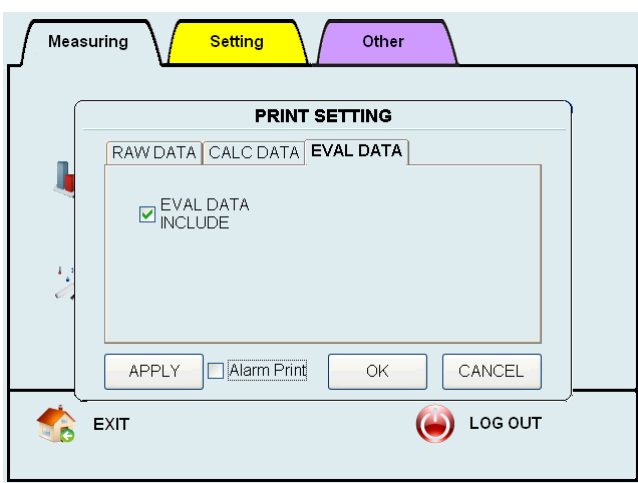 Measuring
Setting
Other
PRINT SETTING
RAW DATA
CALC DATA
EVAL DATA
EVAL DATA
INCLUDE
APPLY
Alarm Print
OK
CANCEL
EXIT
LOG OUT